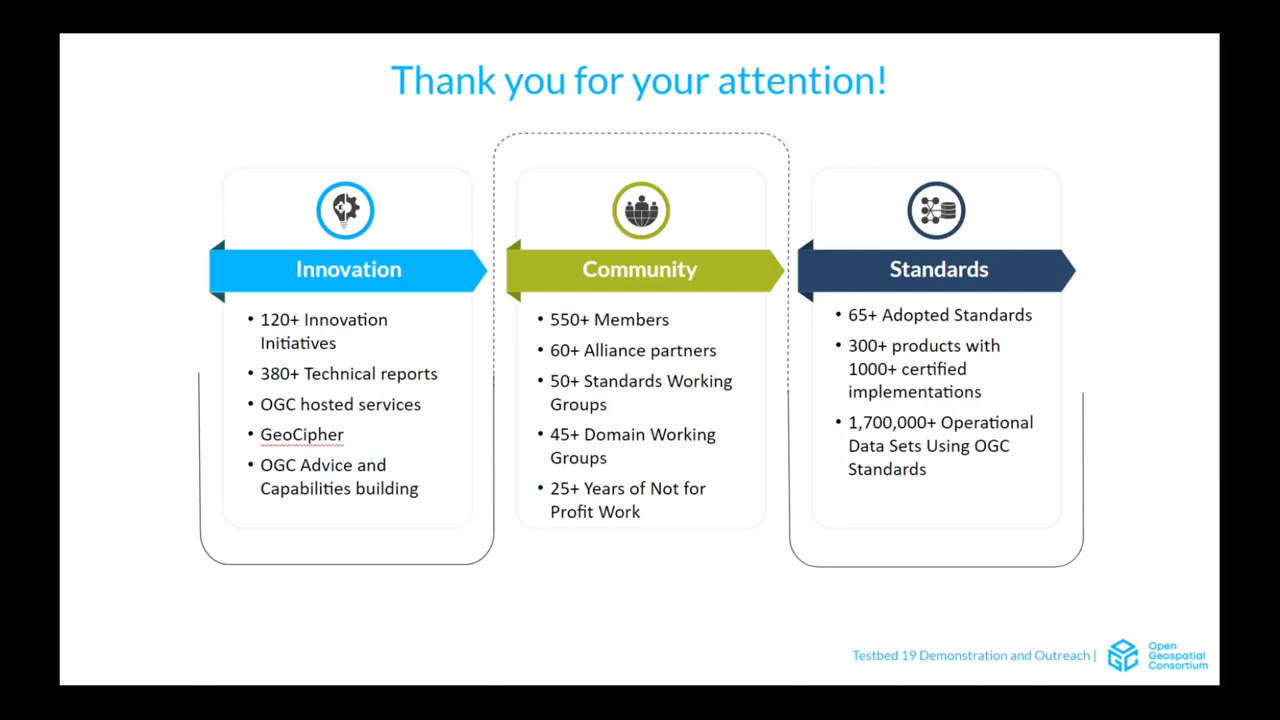 Thank you for your attention!
Innovation
• 120+ Innovation
Initiatives
• 380+ Technical reports
• OGC hosted services
• GeoCipher
• OGC Advice and
Capabilities building
Community
• 550+ Members
• 60+ Alliance partners
• 50+ Standards Working
Groups
• 45+ Domain Working
Groups
• 25+ Years of Not for
Profit Work
Standards
• 65+ Adopted Standards
• 300+ products with
1000+ certified
implementations
• 1,700,000+ Operational
Data Sets Using OGC
Standards
Testbed 19 Demonstration and Outreach |
OGC
Open
Geospatial
Consortium